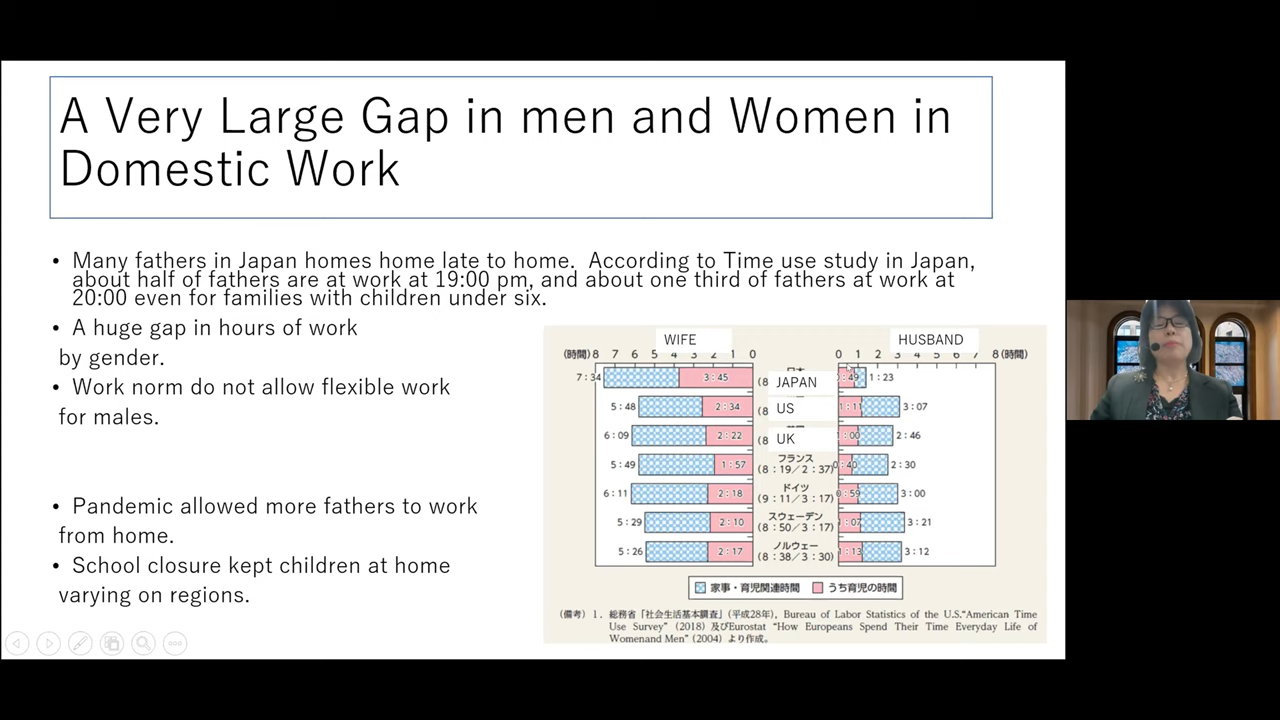 A Very Large Gap in men and Women in
Domestic Work
• Many fathers in Japan homes home late to home. According to Time use study in Japan,
about half of fathers are at work at 19:00 pm, and about one third of fathers at work at
20:00 even for families with children under six.
• A huge gap in hours of work
by gender.
• Work norm do not allow flexible work
for males.
• Pandemic allowed more fathers to work
from home.
• School closure kept children at home
varying on regions.
WIFE HUSBAND
(時間) 8 7 6 5 4 3 2 1 0 0 1 2 3 4 5 6 7 8 (時間)
7:34 3:45 JAPAN 1:23
5:48 2:34 US 1:11 3:07
6:09 2:22 UK 1:00 2:46
5:49 1:57 フランス 0:40 2:30
(8:19/2:37)
6:11 2:18 ドイツ 0:59 3:00
(9:11/3:17)
5:29 2:10 スウェーデン 1:07 3:21
(8:50/3:17)
5:26 2:17 ノルウェー 1:13 3:12
(8:38/3:30)
家事・育児関連時間 うち育児の時間
(備考) 1. 総務省「社会生活基本調査」(平成28年), Bureau of Labor Statistics of the U.S."American Time
Use Survey" (2018) 及びEurostat "How Europeans Spend Their Time Everyday Life of
Womenand Men" (2004) より作成。